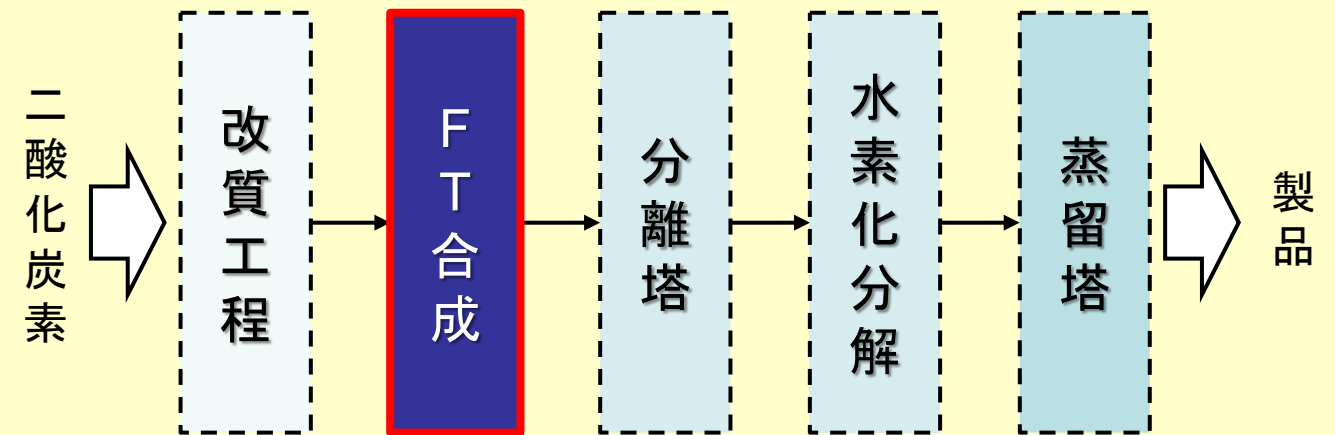 二酸化炭素
改質工程
FT合成
分離塔
水素化分解
蒸留塔
製品